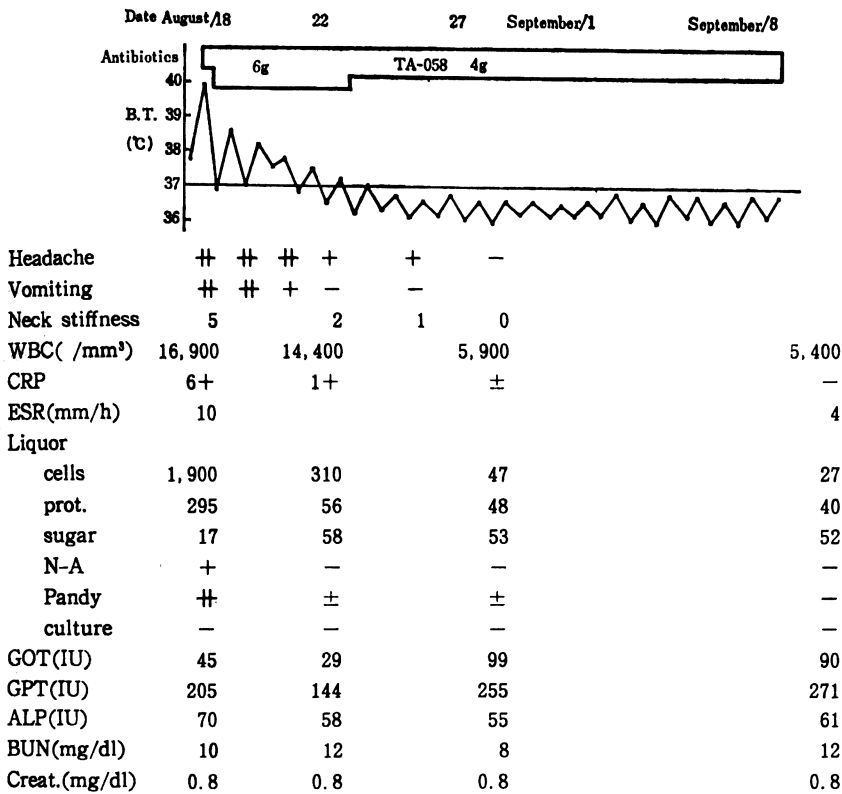 Date August/18 22 27 September/1 September/8
Antibiotics 6g TA-058 4g
40
B.T. 39
(℃) 38
37
36
Headache ⧺ ⧺ ⧺ + + −
Vomiting ⧺ ⧺ + − −
Neck stiffness 5 2 1 0
WBC( /mm³) 16,900 14,400 5,900 5,400
CRP 6+ 1+ ± −
ESR(mm/h) 10 4
Liquor
cells 1,900 310 47 27
prot. 295 56 48 40
sugar 17 58 53 52
N-A + − − −
Pandy ⧺ ± ± −
culture − − − −
GOT(IU) 45 29 99 90
GPT(IU) 205 144 255 271
ALP(IU) 70 58 55 61
BUN(mg/dl) 10 12 8 12
Creat.(mg/dl) 0.8 0.8 0.8 0.8